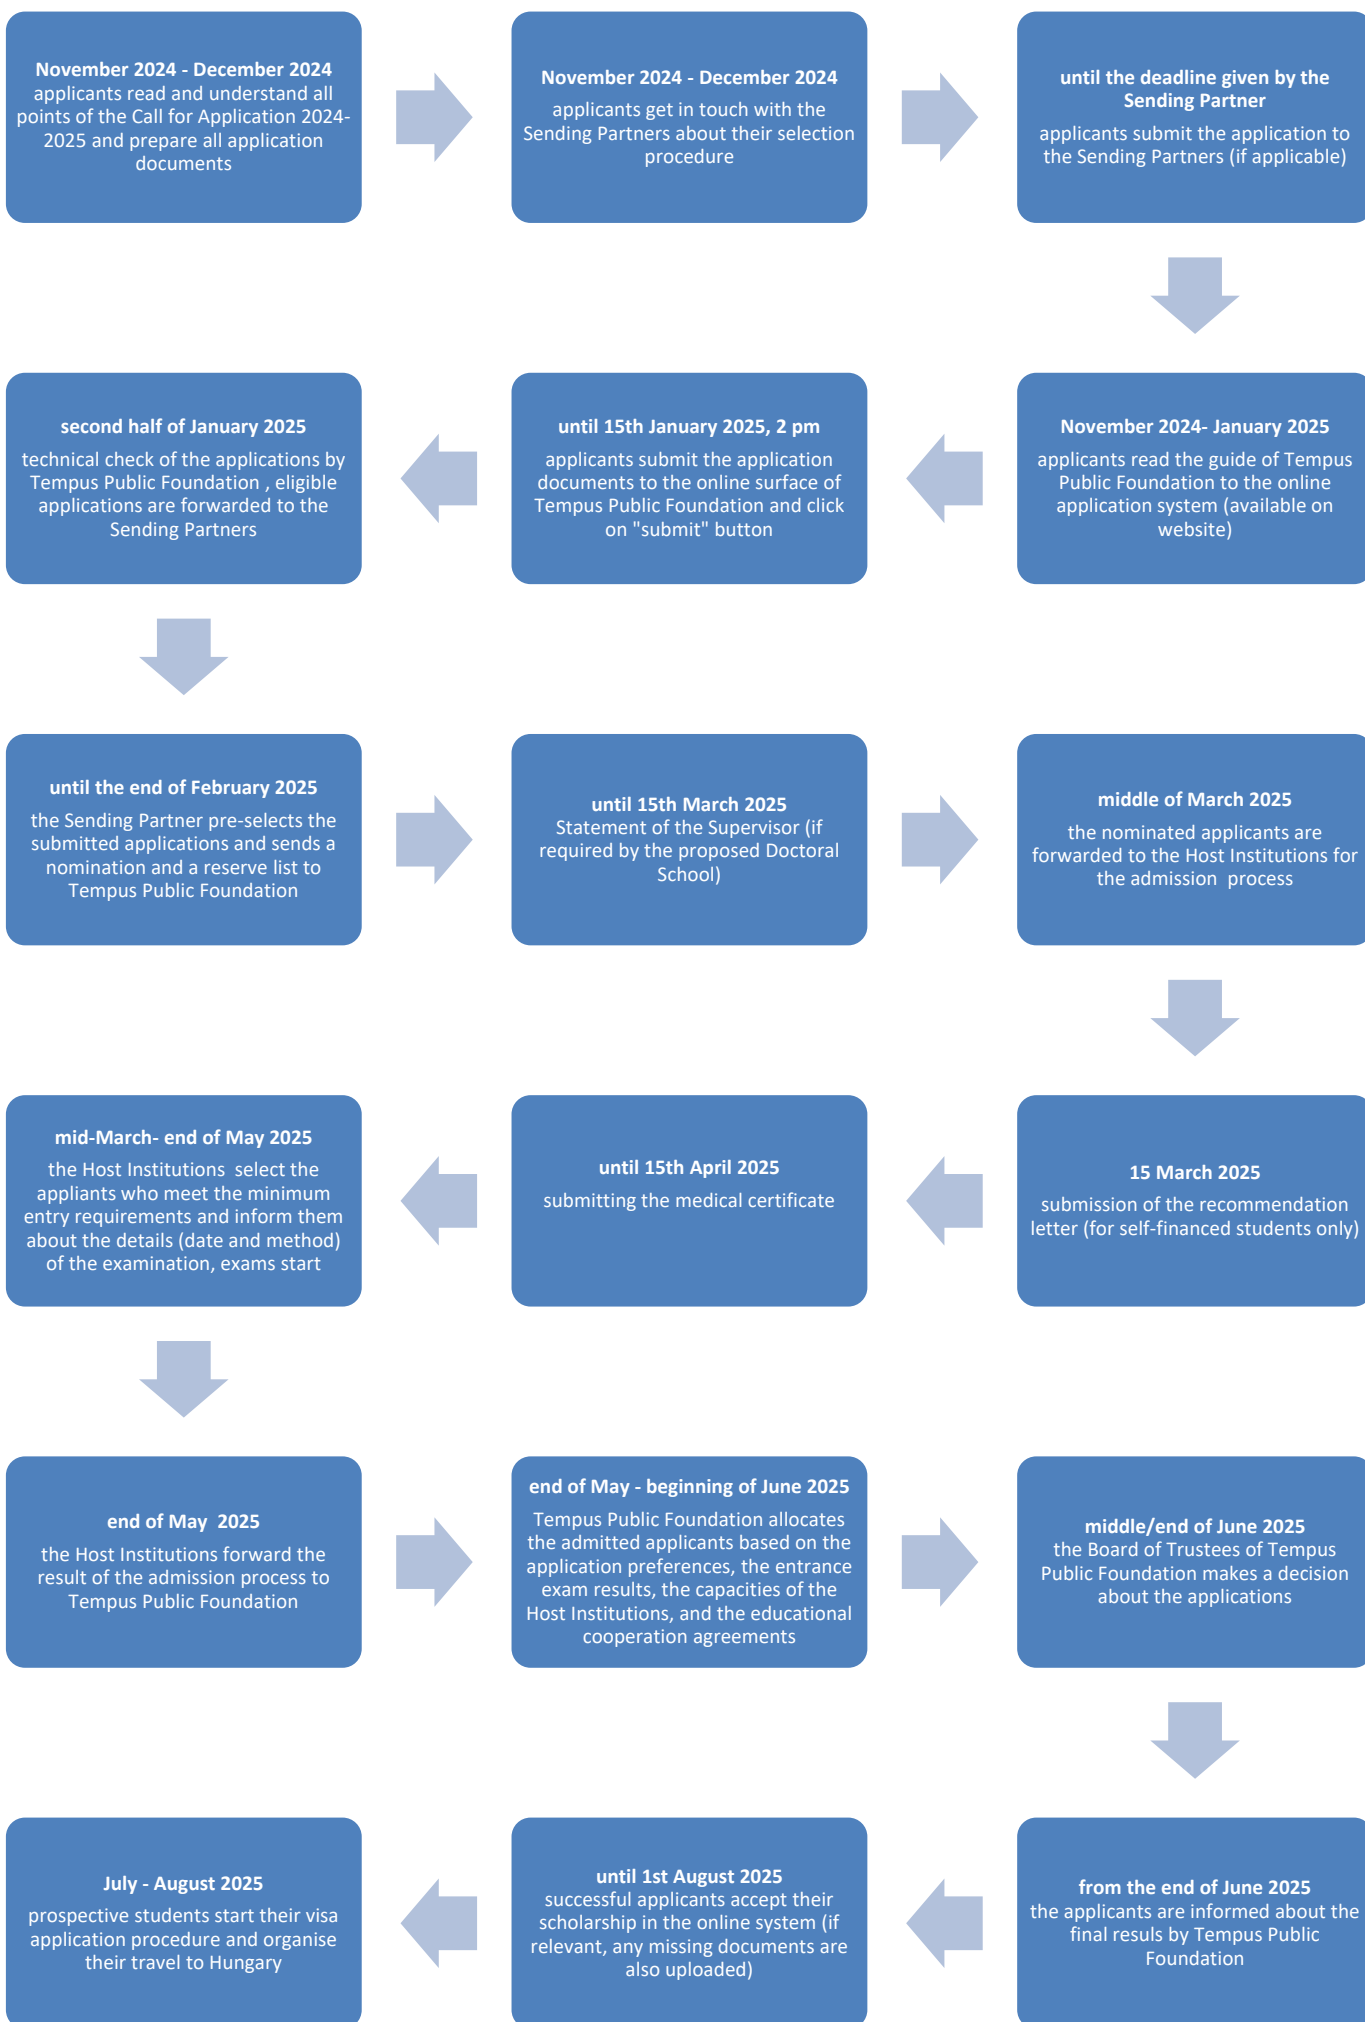 November 2024 - December 2024
applicants read and understand all
points of the Call for Application 2024-
2025 and prepare all application
documents
November 2024 - December 2024
applicants get in touch with the
Sending Partners about their selection
procedure
until the deadline given by the
Sending Partner
applicants submit the application to
the Sending Partners (if applicable)
November 2024- January 2025
applicants read the guide of Tempus
Public Foundation to the online
application system (available on
website)
until 15th January 2025, 2 pm
applicants submit the application
documents to the online surface of
Tempus Public Foundation and click
on "submit" button
second half of January 2025
technical check of the applications by
Tempus Public Foundation , eligible
applications are forwarded to the
Sending Partners
until the end of February 2025
the Sending Partner pre-selects the
submitted applications and sends a
nomination and a reserve list to
Tempus Public Foundation
until 15th March 2025
Statement of the Supervisor (if
required by the proposed Doctoral
School)
middle of March 2025
the nominated applicants are
forwarded to the Host Institutions for
the admission process
15 March 2025
submission of the recommendation
letter (for self-financed students only)
until 15th April 2025
submitting the medical certificate
mid-March- end of May 2025
the Host Institutions select the
appliants who meet the minimum
entry requirements and inform them
about the details (date and method)
of the examination, exams start
end of May 2025
the Host Institutions forward the
result of the admission process to
Tempus Public Foundation
end of May - beginning of June 2025
Tempus Public Foundation allocates
the admitted applicants based on the
application preferences, the entrance
exam results, the capacities of the
Host Institutions, and the educational
cooperation agreements
middle/end of June 2025
the Board of Trustees of Tempus
Public Foundation makes a decision
about the applications
from the end of June 2025
the applicants are informed about the
final resuls by Tempus Public
Foundation
until 1st August 2025
successful applicants accept their
scholarship in the online system (if
relevant, any missing documents are
also uploaded)
July - August 2025
prospective students start their visa
application procedure and organise
their travel to Hungary